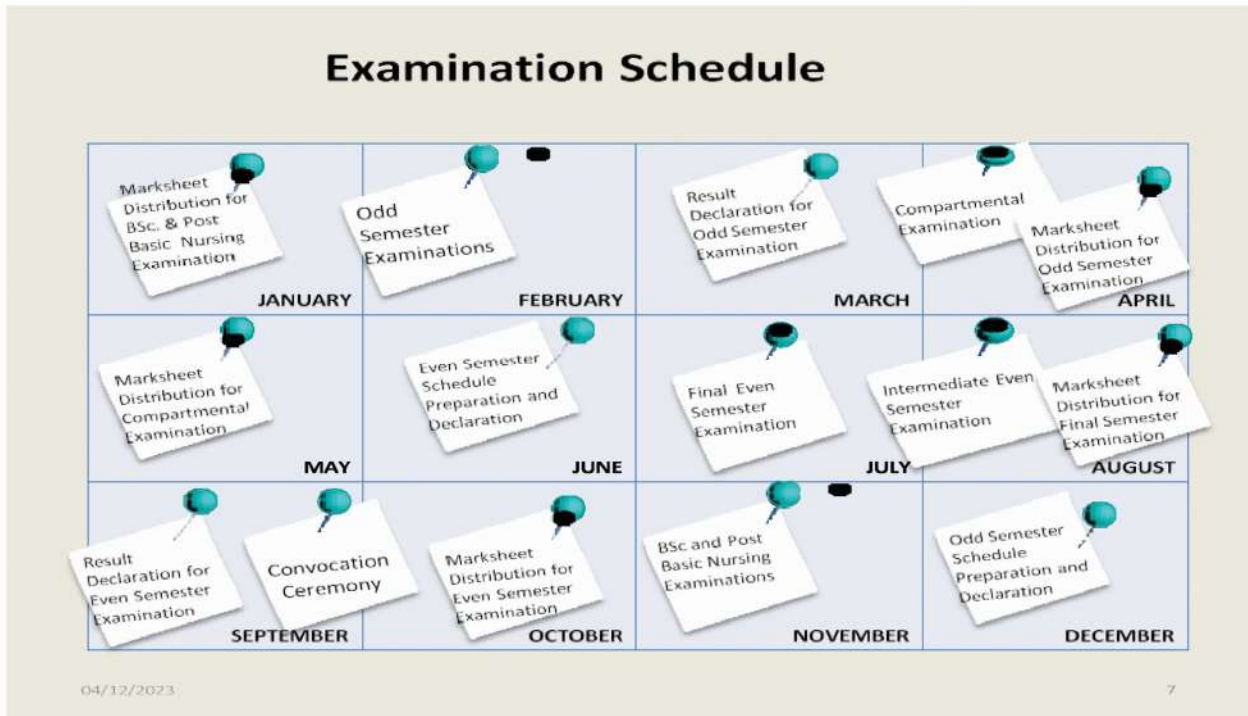 Examination Schedule
Marksheet
Distribution for
BSc. & Post
Basic Nursing
Examination
JANUARY
Odd
Semester
Examinations
FEBRUARY
Result
Declaration for
Odd Semester
Examination
MARCH
Compartmental
Examination
Marksheet
Distribution for
Odd Semester
Examination
APRIL
Marksheet
Distribution for
Compartmental
Examination
MAY
Even Semester
Schedule
Preparation and
Declaration
JUNE
Final Even
Semester
Examination
JULY
Intermediate Even
Semester
Examination
Marksheet
Distribution for
Final Semester
Examination
AUGUST
Result
Declaration for
Even Semester
Examination
Convocation
Ceremony
SEPTEMBER
Marksheet
Distribution for
Even Semester
Examination
OCTOBER
BSc and Post
Basic Nursing
Examinations
NOVEMBER
Odd Semester
Schedule
Preparation and
Declaration
DECEMBER
04/12/2023
7